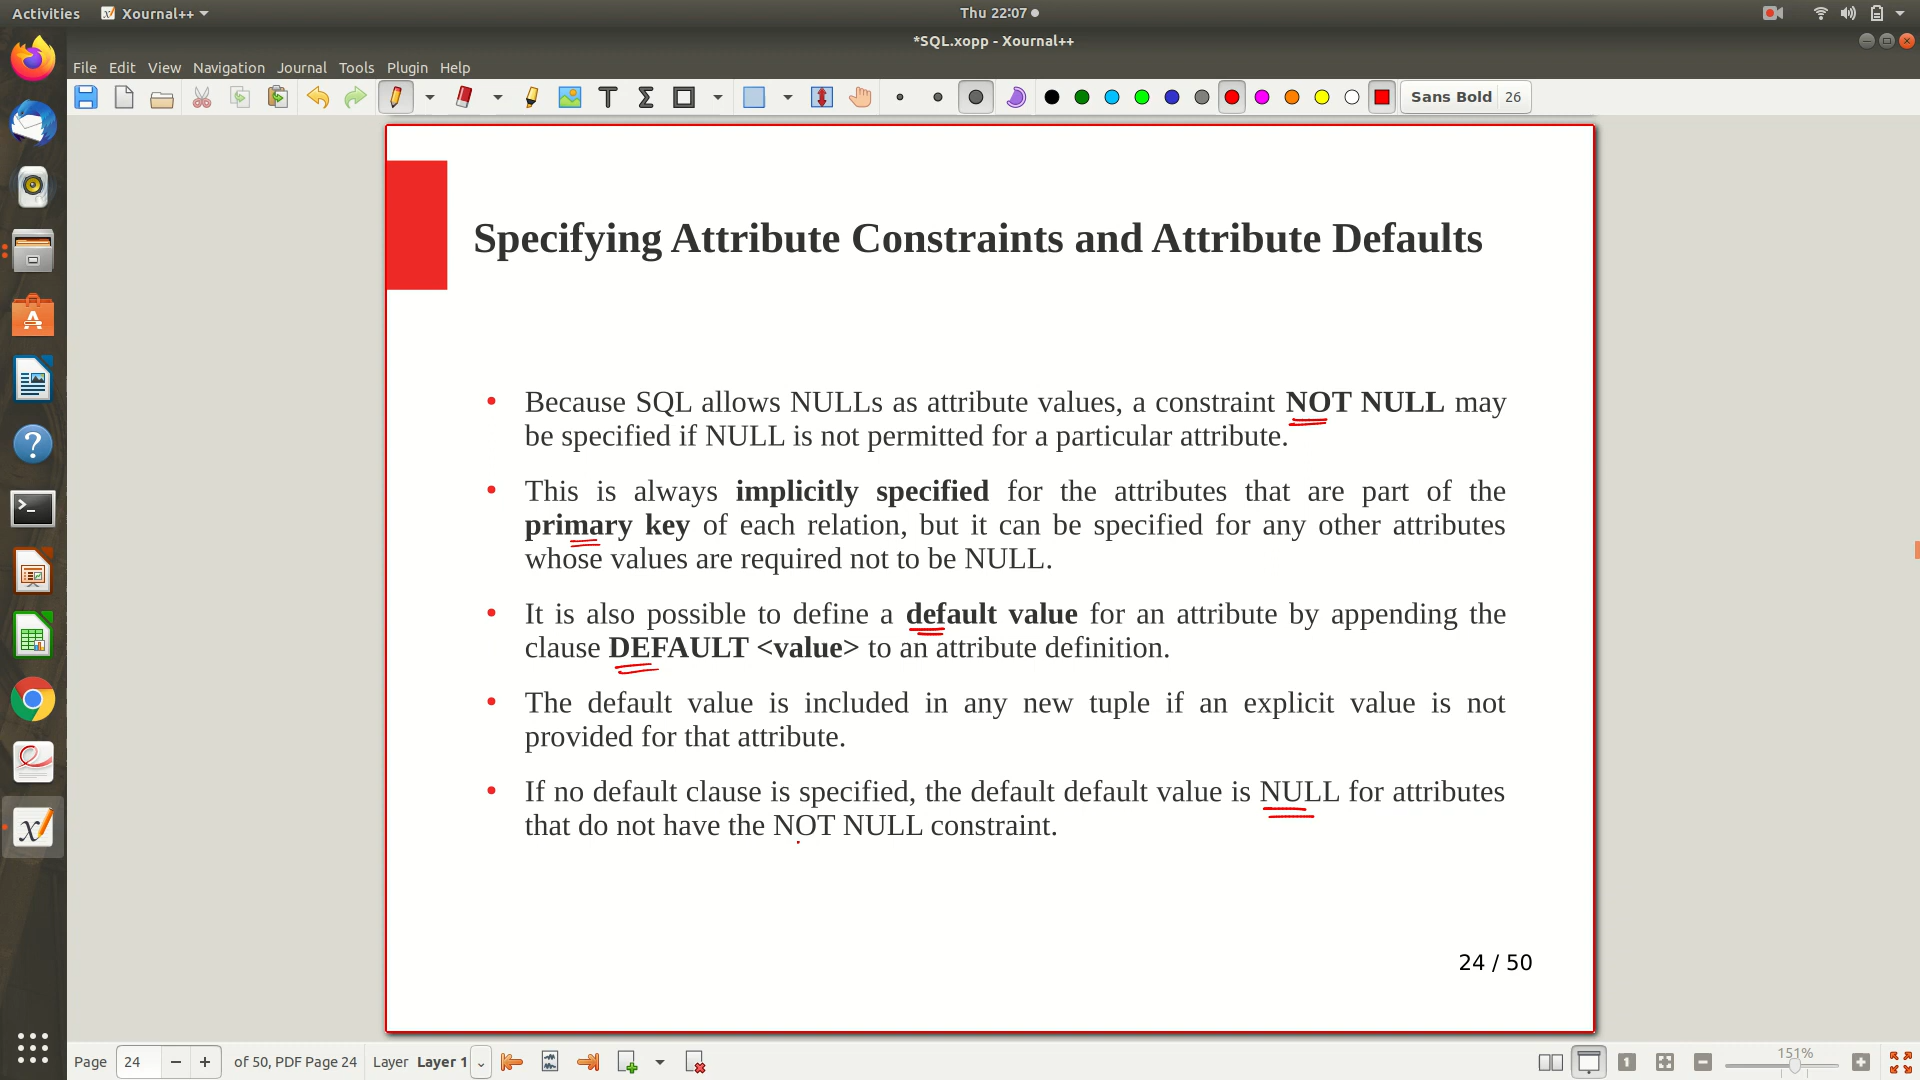 Activities Xournal++ Thu 22:07
*SQL.xopp - Xournal++
File Edit View Navigation Journal Tools Plugin Help
Sans Bold 26
Specifying Attribute Constraints and Attribute Defaults
• Because SQL allows NULLs as attribute values, a constraint NOT NULL may
be specified if NULL is not permitted for a particular attribute.
• This is always implicitly specified for the attributes that are part of the
primary key of each relation, but it can be specified for any other attributes
whose values are required not to be NULL.
• It is also possible to define a default value for an attribute by appending the
clause DEFAULT <value> to an attribute definition.
• The default value is included in any new tuple if an explicit value is not
provided for that attribute.
• If no default clause is specified, the default default value is NULL for attributes
that do not have the NOT NULL constraint.
24 / 50
Page 24 − + of 50, PDF Page 24 Layer Layer 1 1 151%